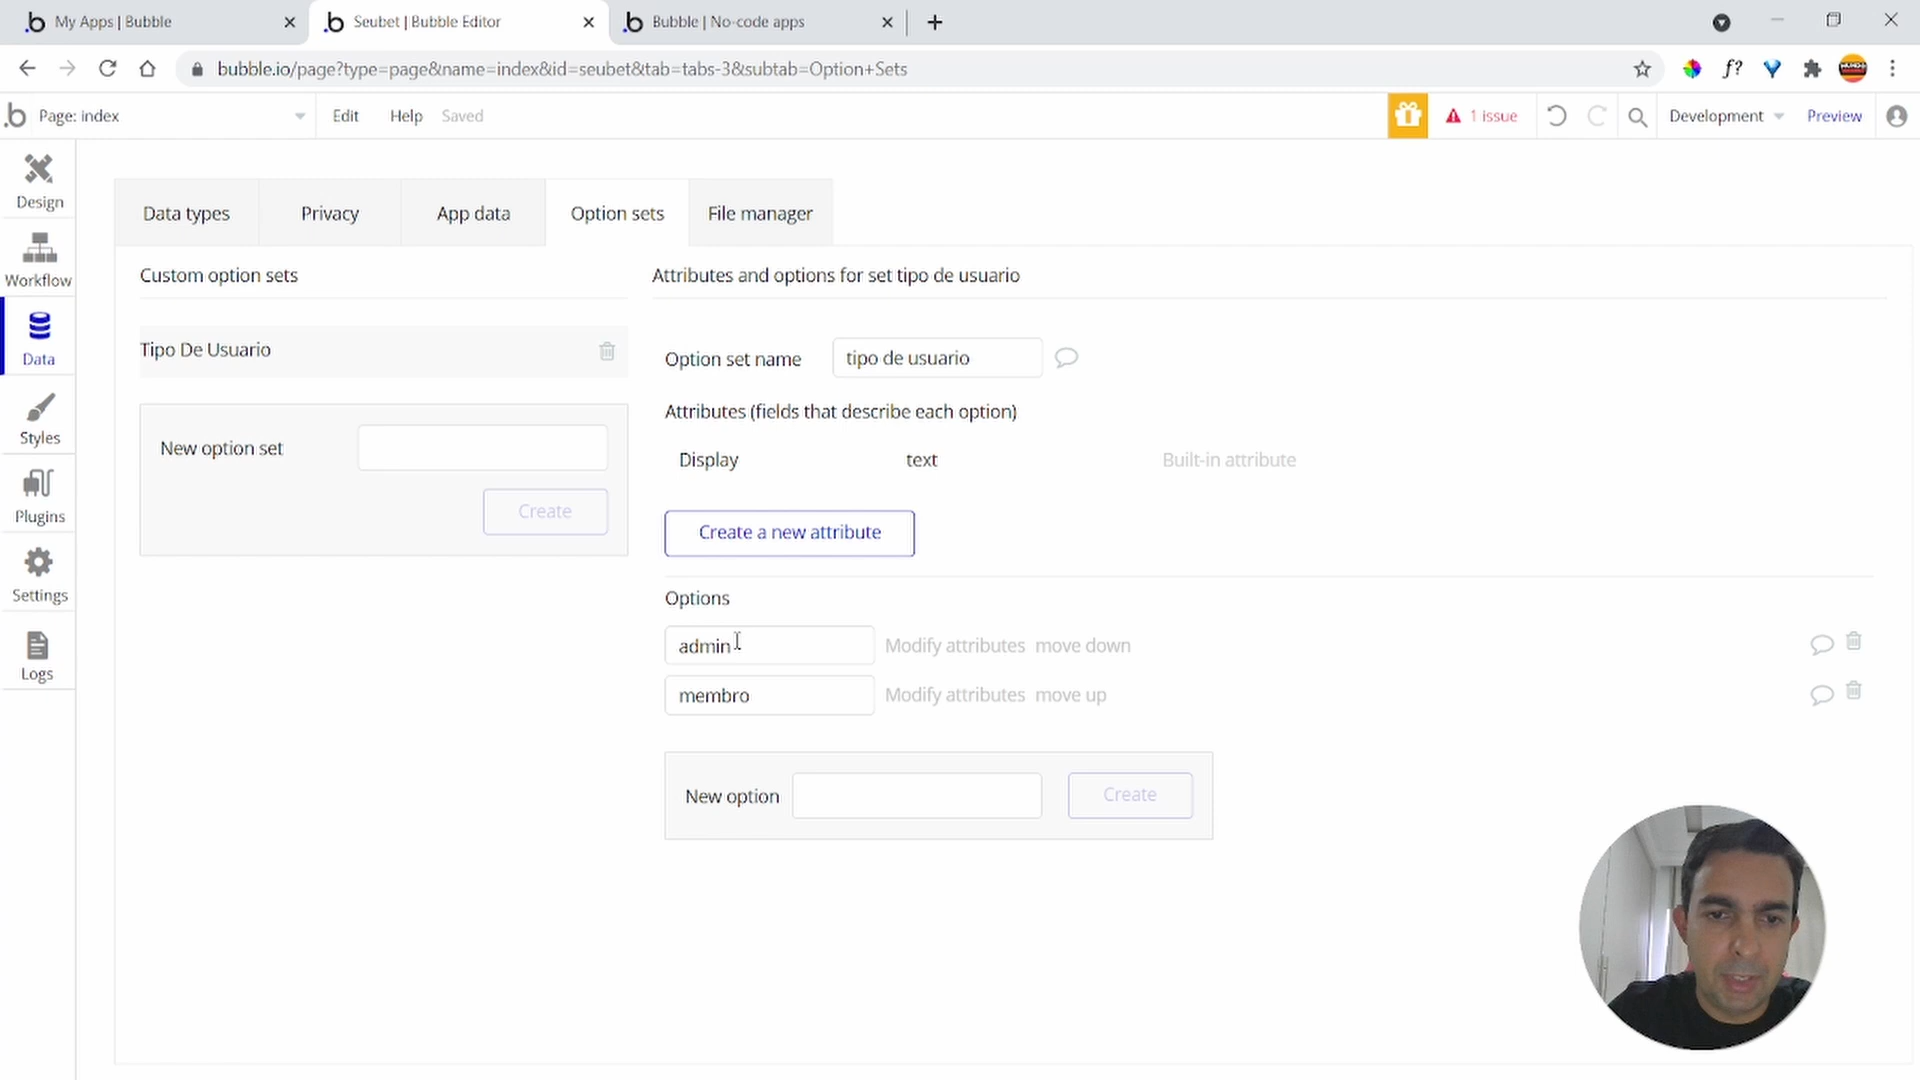 My Apps | Bubble
Seubet | Bubble Editor
Bubble | No-code apps
bubble.io/page?type=page&name=index&id=seubet&tab=tabs-3&subtab=Option+Sets
f?
Page: index
Edit
Help
Saved
1 issue
Development
Preview
Design
Workflow
Data
Styles
Plugins
Settings
Logs
Data types
Privacy
App data
Option sets
File manager
Custom option sets
Tipo De Usuario
New option set
Create
Attributes and options for set tipo de usuario
Option set name
tipo de usuario
Attributes (fields that describe each option)
Display text Built-in attribute
Create a new attribute
Options
admin Modify attributes move down
membro Modify attributes move up
New option
Create